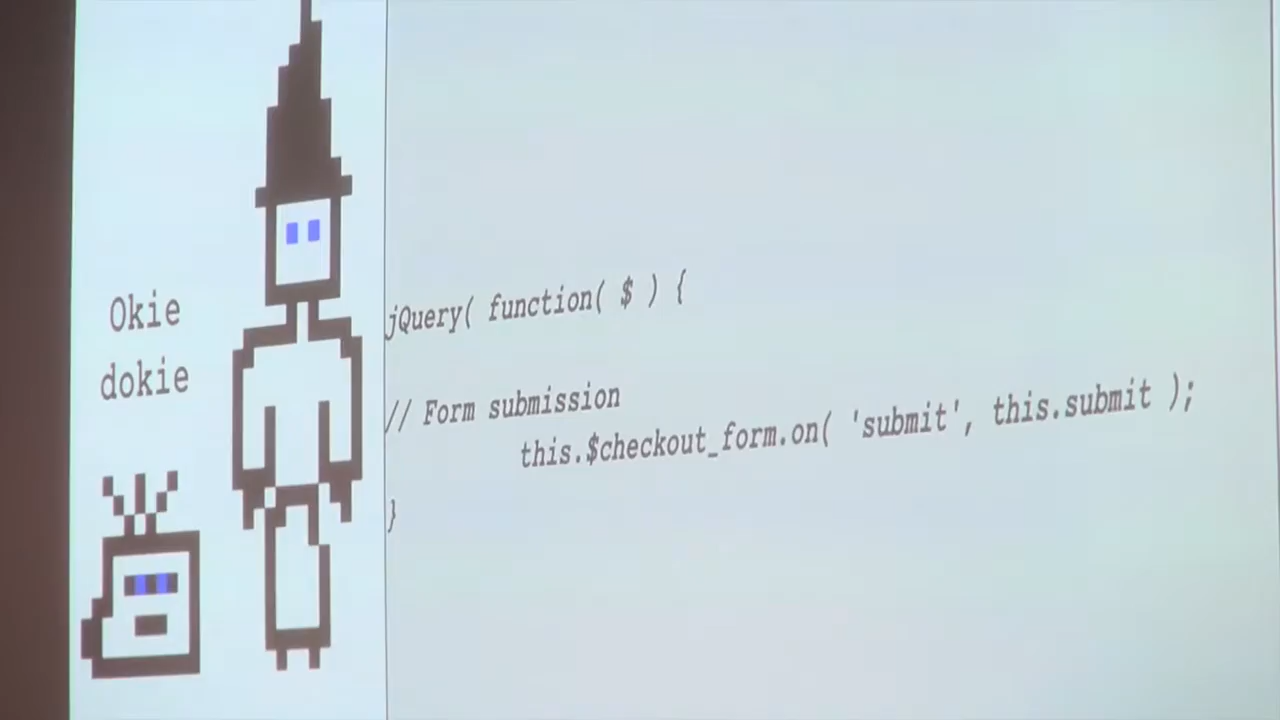 Okie
dokie
jQuery( function( $ ) {
// Form submission
this.$checkout_form.on( 'submit', this.submit );
}